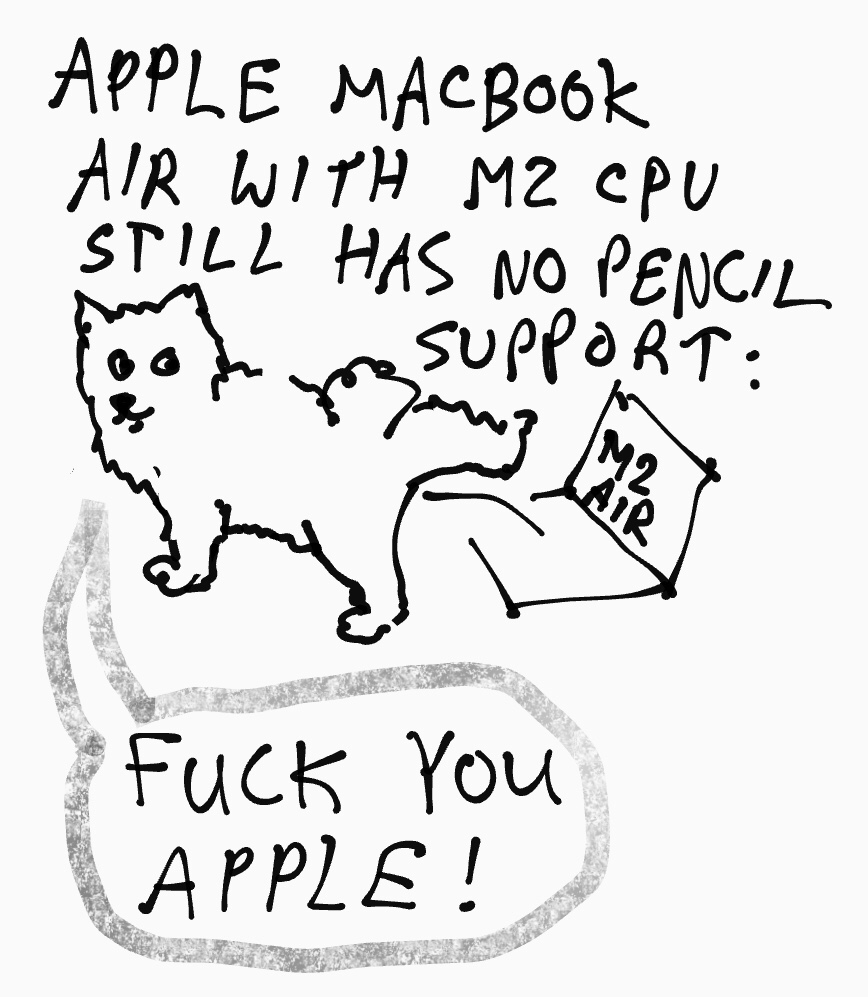 APPLE MACBOOK
AIR WITH M2 CPU
STILL HAS NO PENCIL
SUPPORT:
M2
AIR
FUCK YOU
APPLE!